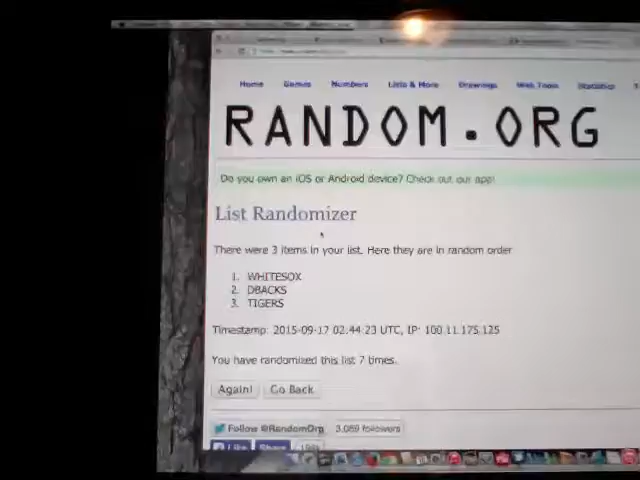 Home Games Numbers Lists & More Drawings Web Tools Statistics
RANDOM.ORG
Do you own an iOS or Android device? Check out our app!
List Randomizer
There were 3 items in your list. Here they are in random order
1. WHITESOX
2. DBACKS
3. TIGERS
Timestamp: 2015-09-17 02:44:23 UTC, IP: 100.11.175.125
You have randomized this list 7 times.
Again! Go Back
Follow @RandomOrg 3,059 followers
Like Share